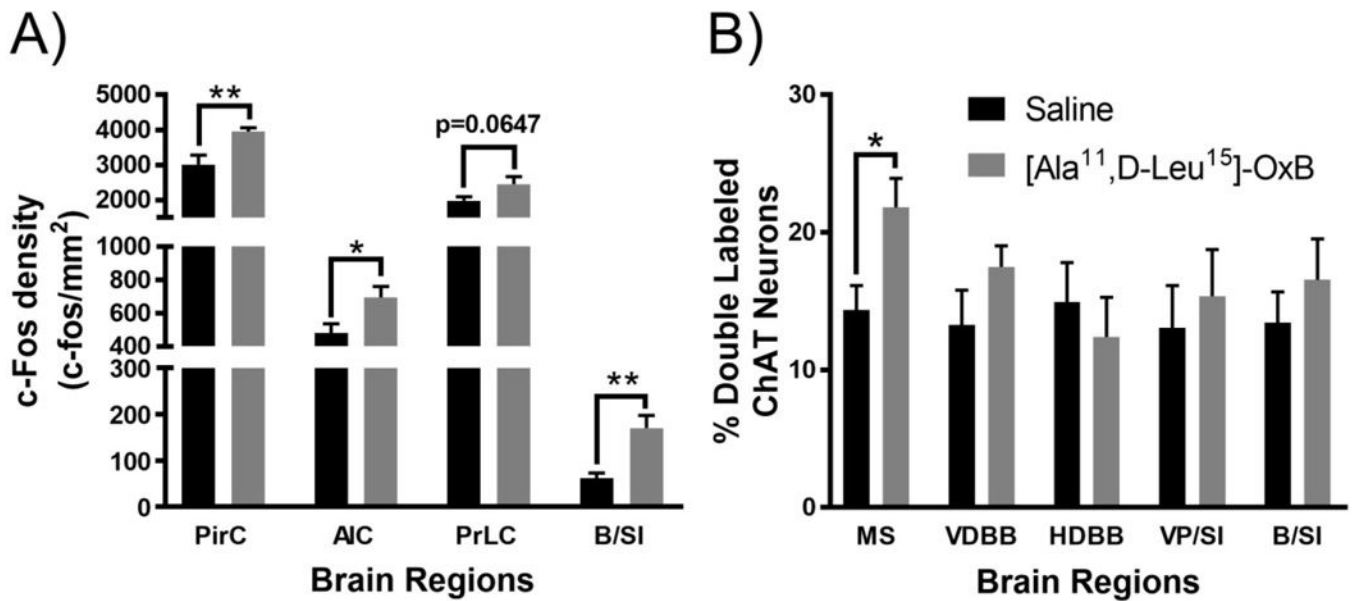 A)
c-Fos density
(c-fos/mm²)
5000
4000
3000
2000
1000
800
600
400
300
200
100
0
**
*
p=0.0647
**
PirC AIC PrLC B/SI
Brain Regions
B)
% Double Labeled
ChAT Neurons
30
20
10
0
*
Saline
[Ala¹¹,D-Leu¹⁵]-OxB
MS VDBB HDBB VP/SI B/SI
Brain Regions